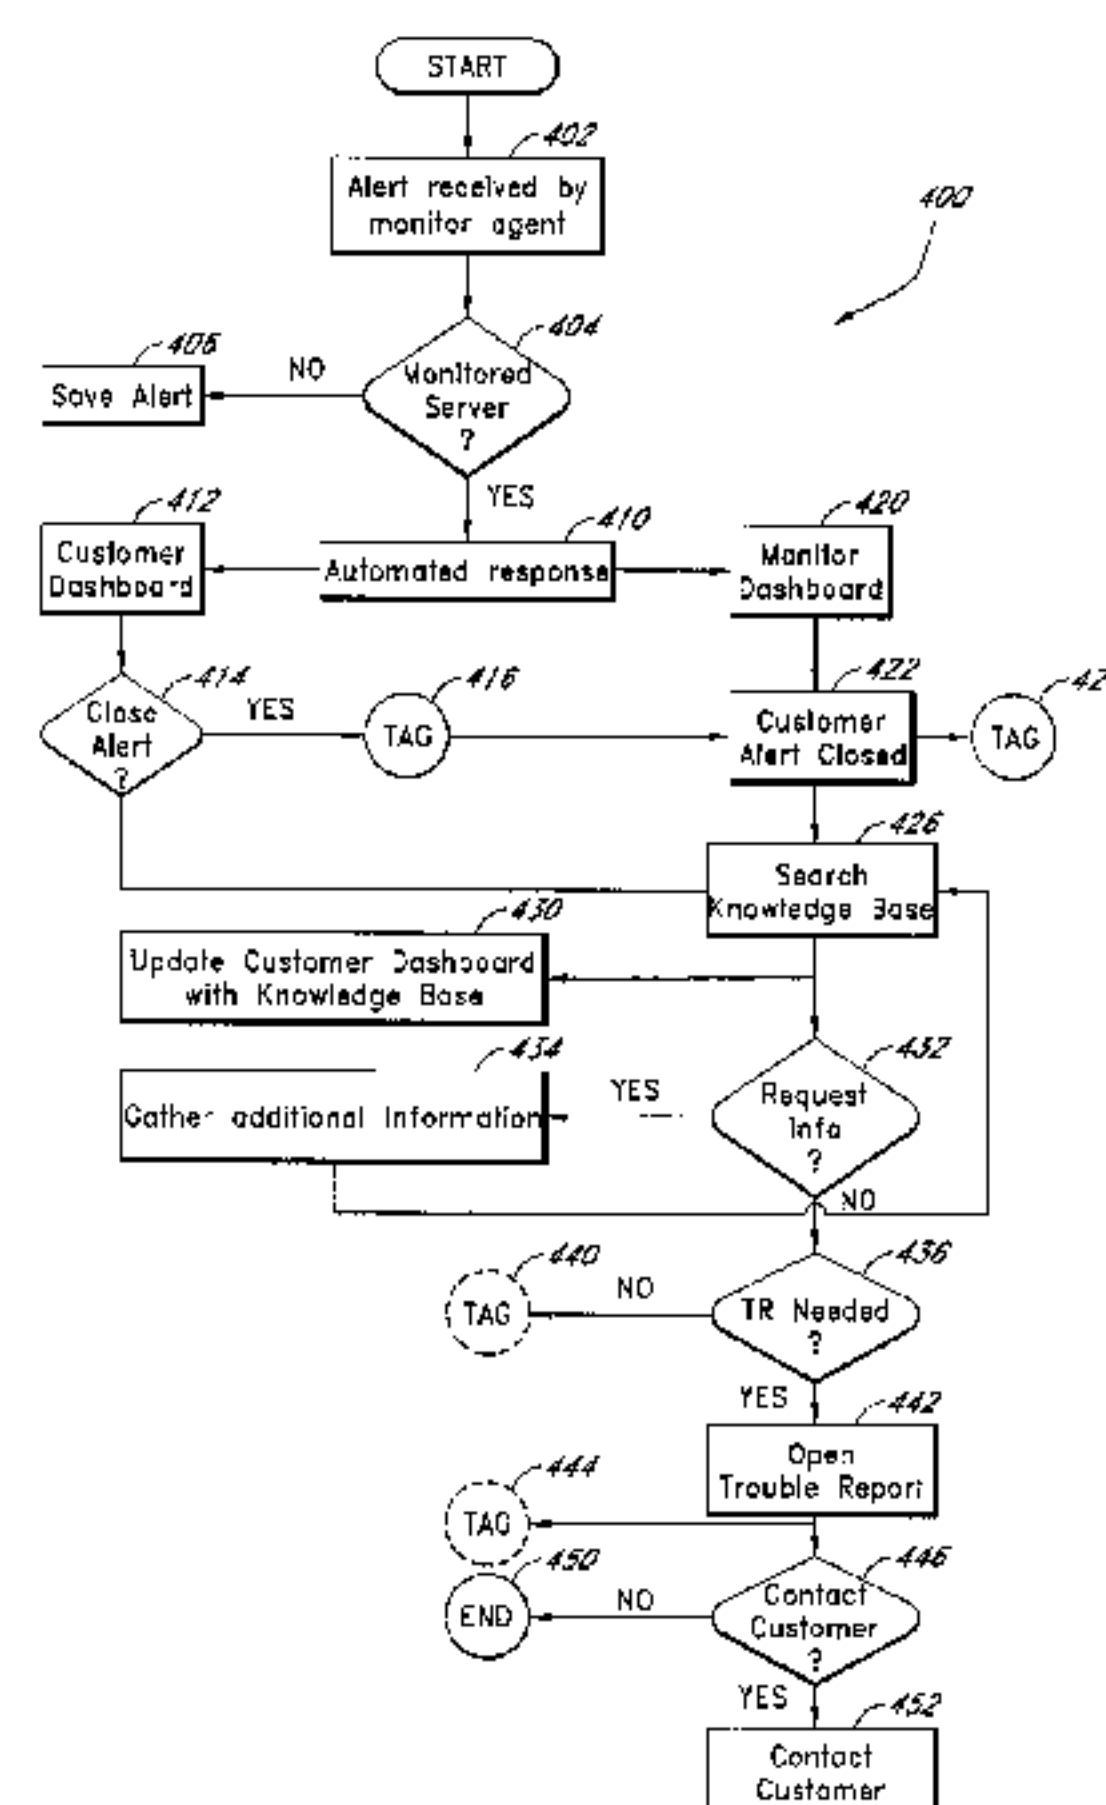 START
402
Alert received by
monitor agent
400
404
406
NO
Monitored
Server
?
Save Alert
YES
412
410
420
Customer
Dashboard
Automated response
Monitor
Dashboard
414
416
422
42
Close
Alert
?
YES
TAG
Customer
Alert Closed
TAG
426
Search
Knowledge Base
430
Update Customer Dashboard
with Knowledge Base
434
432
Gather additional Information
YES
Request
Info
?
NO
440
436
TAG
NO
TR Needed
?
YES
442
Open
Trouble Report
444
TAG
450
446
END
NO
Contact
Customer
?
YES
452
Contact
Customer